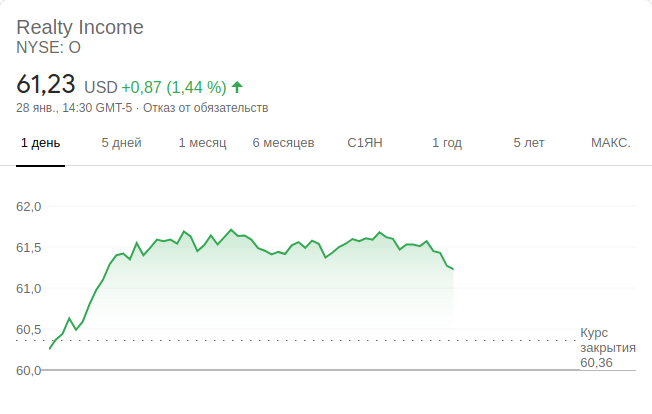 Realty Income
NYSE: O
61,23 USD +0,87 (1,44 %)
28 янв., 14:30 GMT-5 · Отказ от обязательств
1 день 5 дней 1 месяц 6 месяцев С1ЯН 1 год 5 лет МАКС.
62,0
61,5
61,0
60,5
60,0
Курс
закрытия
60,36